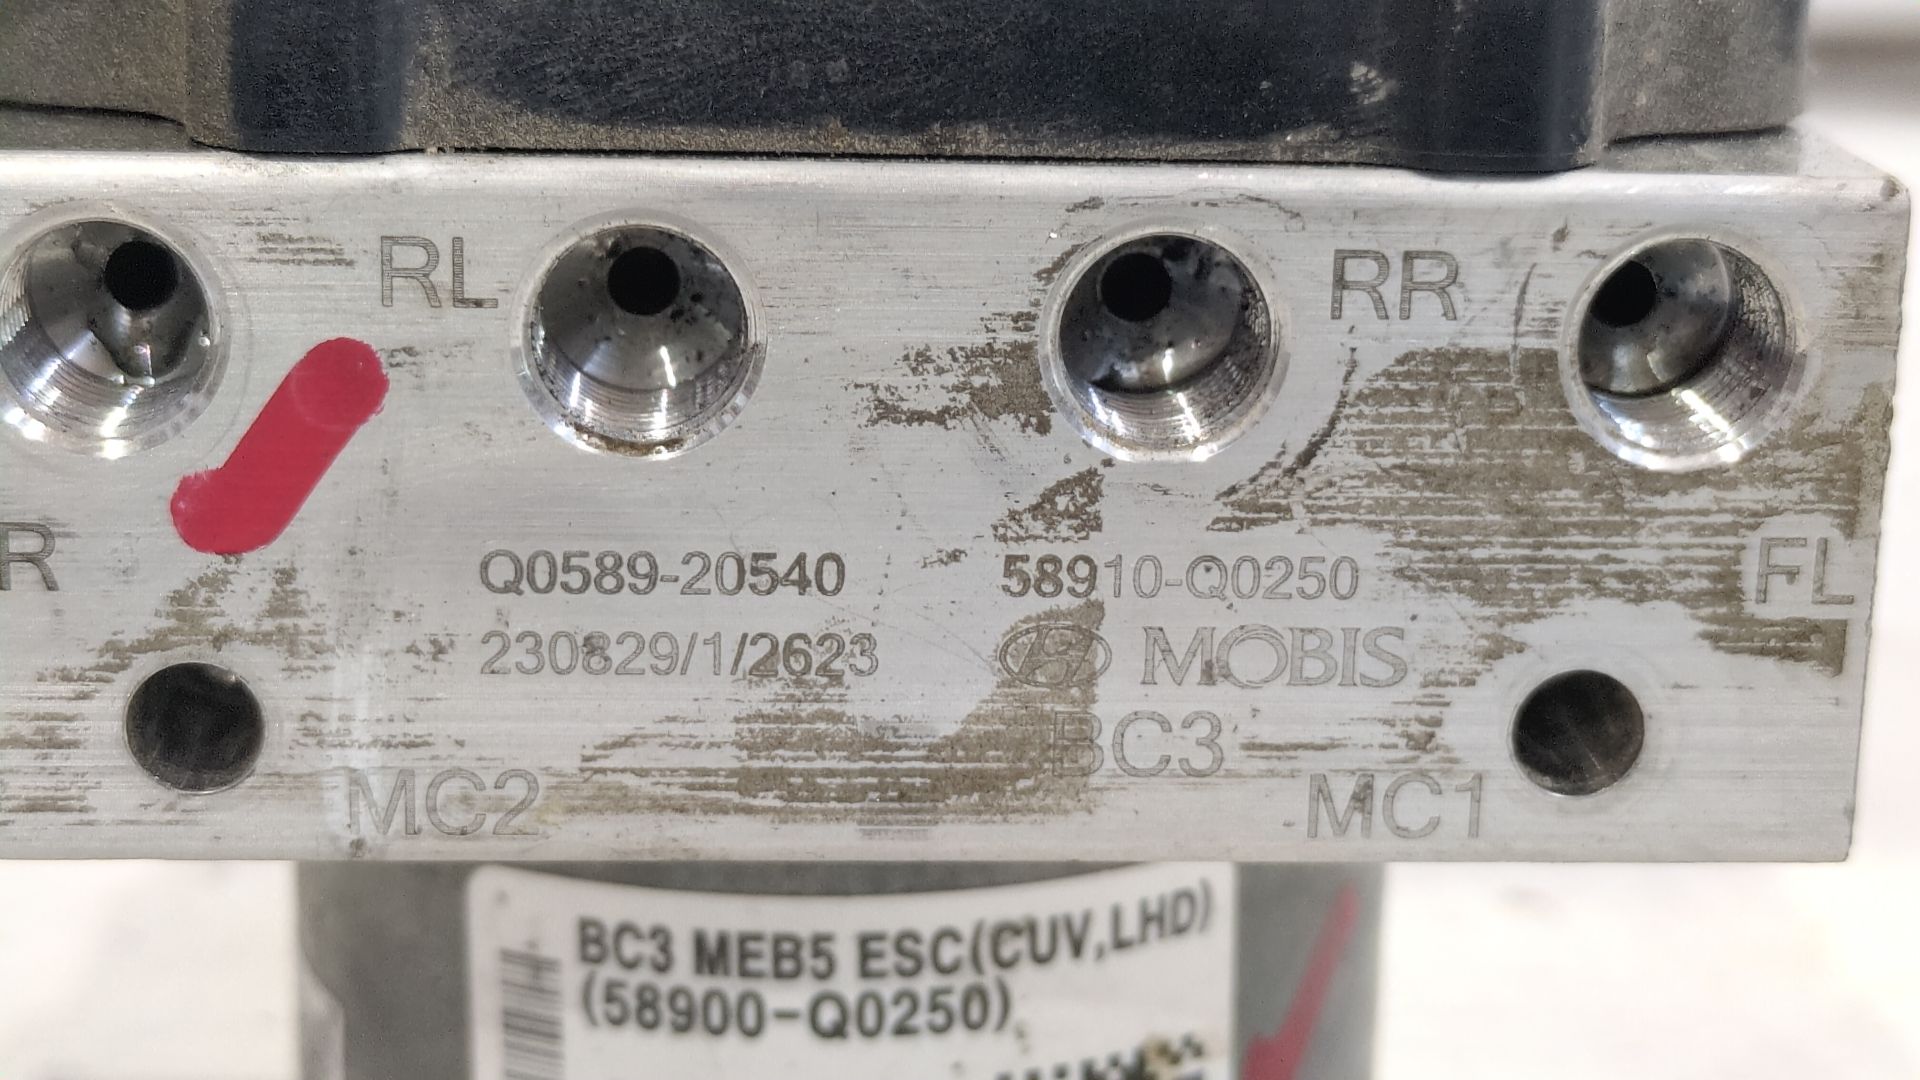 RL RR
R FL
Q0589-20540 58910-Q0250
230829/1/2623 MOBIS
BC3
MC2 MC1
BC3 MEB5 ESC(CUV,LHD)
(58900-Q0250)